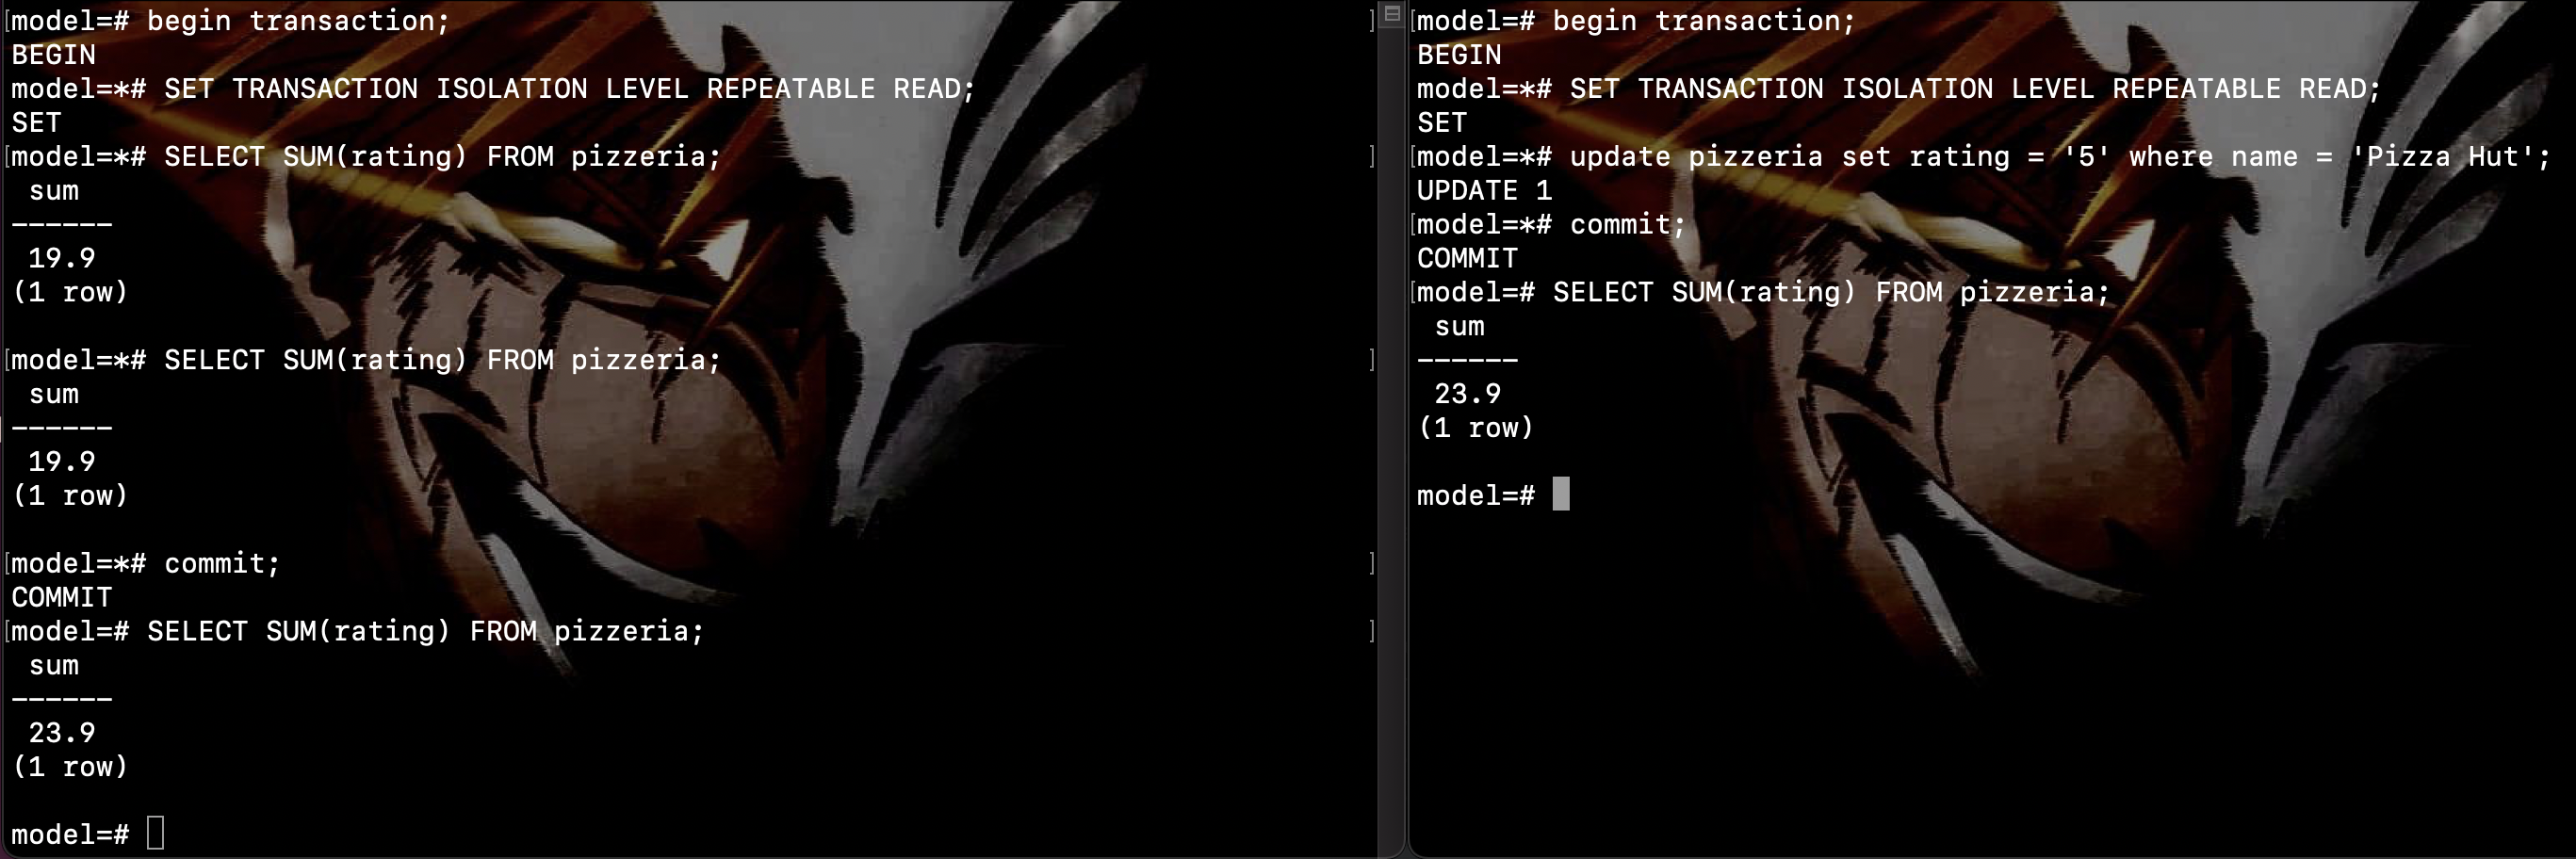 model=# begin transaction;
BEGIN
model=*# SET TRANSACTION ISOLATION LEVEL REPEATABLE READ;
SET
model=*# SELECT SUM(rating) FROM pizzeria;
 sum
------
 19.9
(1 row)

model=*# SELECT SUM(rating) FROM pizzeria;
 sum
------
 19.9
(1 row)

model=*# commit;
COMMIT
model=# SELECT SUM(rating) FROM pizzeria;
 sum
------
 23.9
(1 row)

model=#
model=# begin transaction;
BEGIN
model=*# SET TRANSACTION ISOLATION LEVEL REPEATABLE READ;
SET
model=*# update pizzeria set rating = '5' where name = 'Pizza Hut';
UPDATE 1
model=*# commit;
COMMIT
model=# SELECT SUM(rating) FROM pizzeria;
 sum
------
 23.9
(1 row)

model=#